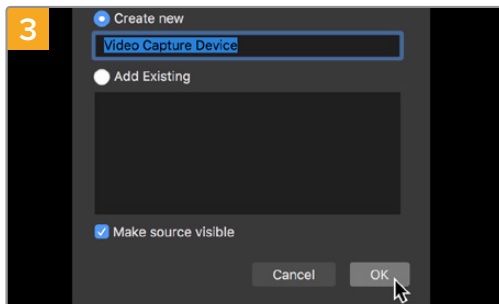 3
Create new
Video Capture Device
Add Existing
Make source visible
Cancel OK